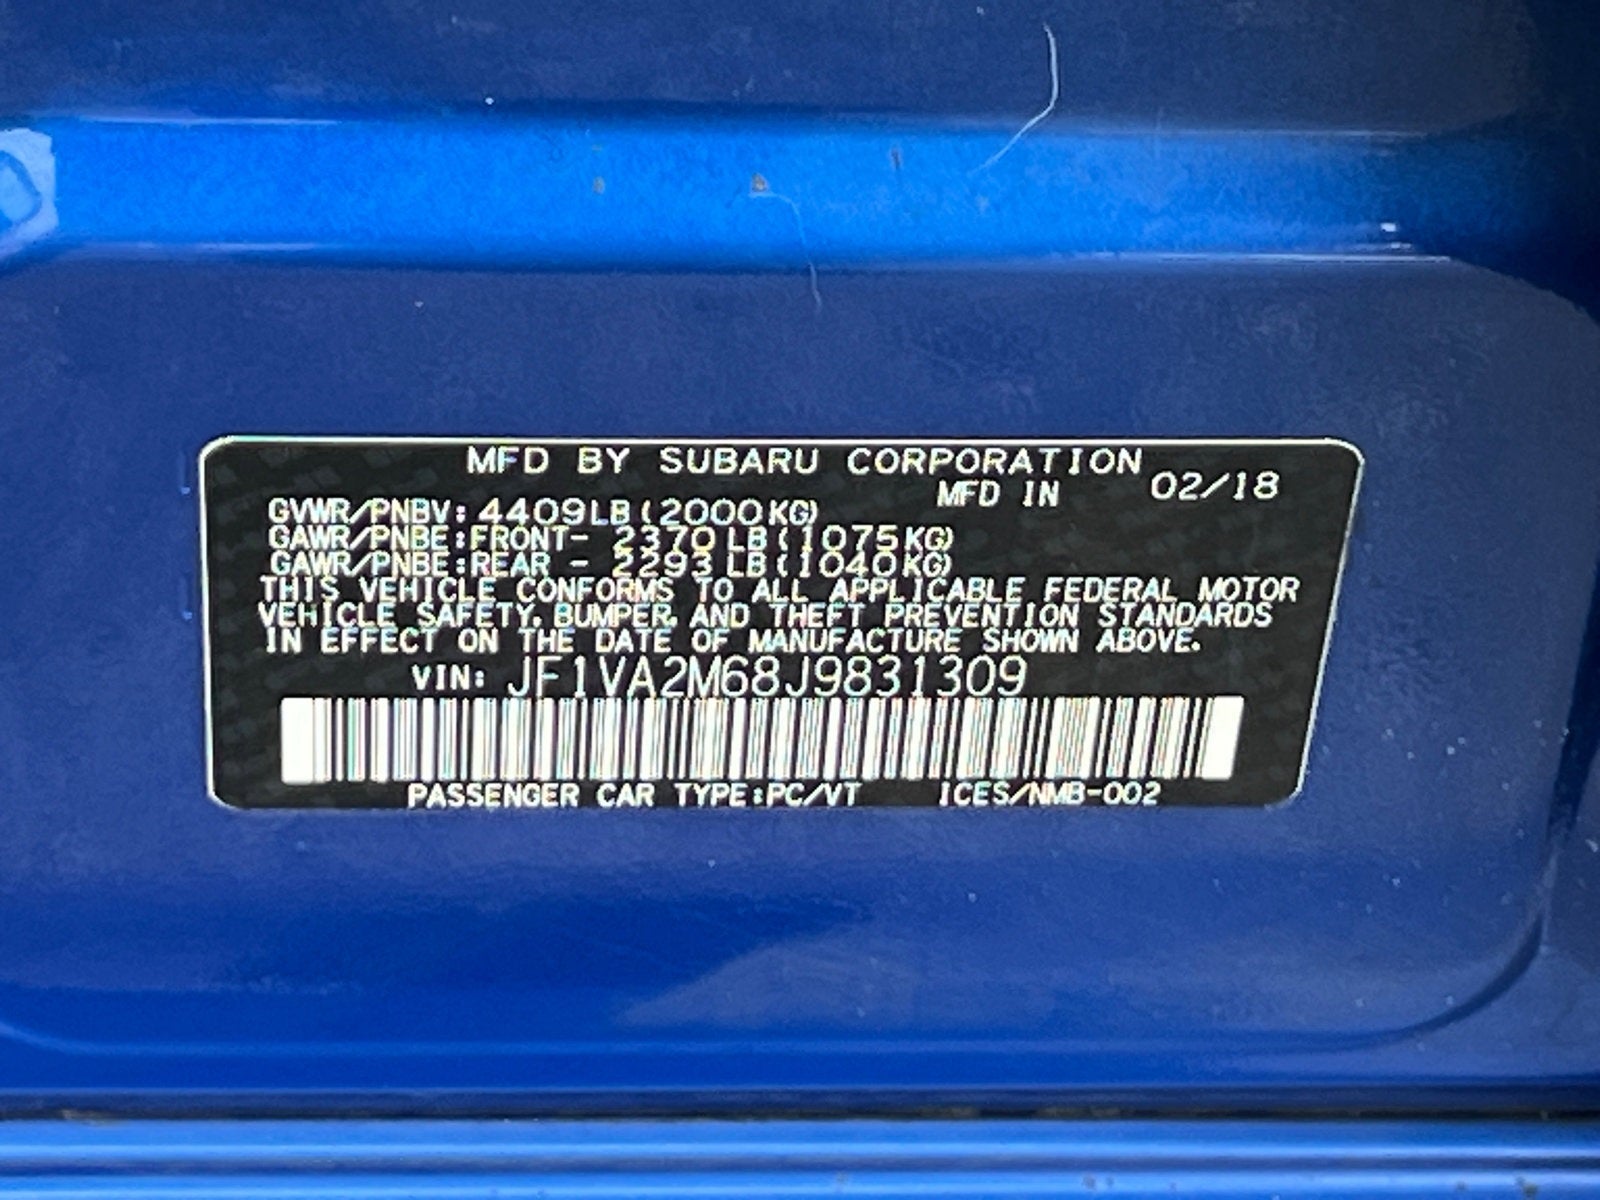 MFD BY SUBARU CORPORATION
MFD IN 02/18
GVWR/PNBV: 4409LB(2000KG)
GAWR/PNBE:FRONT- 2370LB(1075KG)
GAWR/PNBE:REAR - 2293LB(1040KG)
THIS VEHICLE CONFORMS TO ALL APPLICABLE FEDERAL MOTOR
VEHICLE SAFETY, BUMPER, AND THEFT PREVENTION STANDARDS
IN EFFECT ON THE DATE OF MANUFACTURE SHOWN ABOVE.
VIN: JF1VA2M68J9831309
PASSENGER CAR TYPE:PC/VT ICES/NMB-002